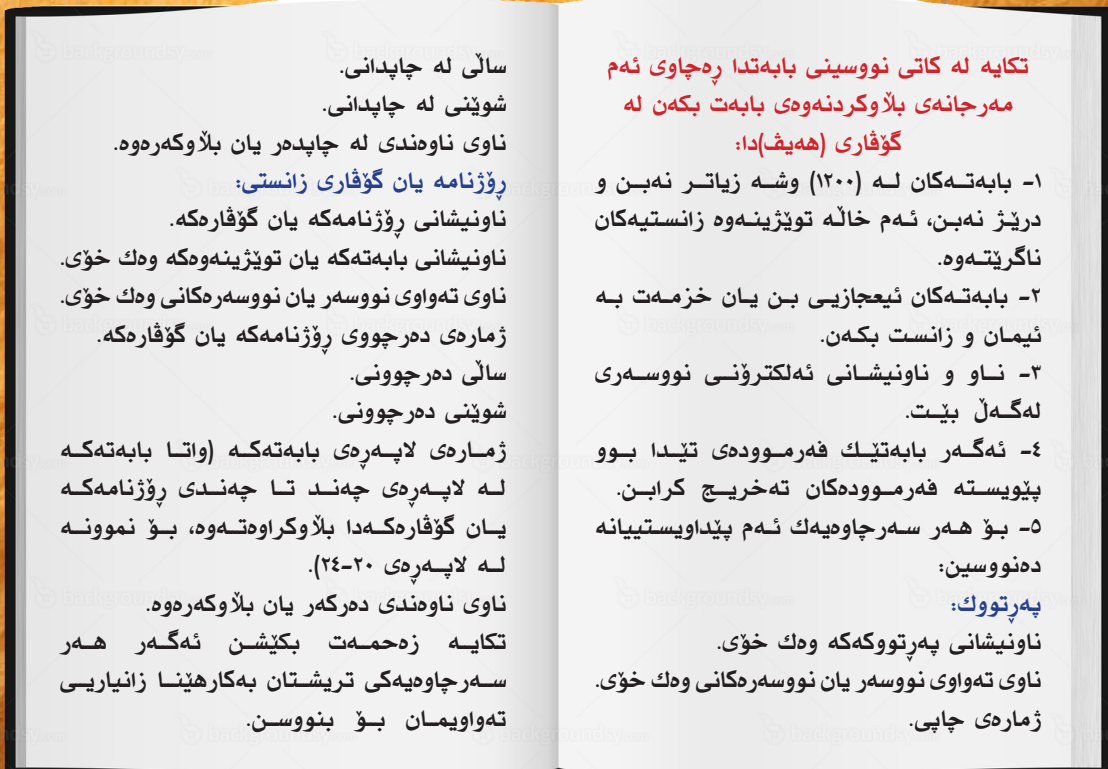 تکایە لە کاتی نووسینی بابەتدا ڕەچاوی ئەم
مەرجانەی بڵاوکردنەوەی بابەت بکەن لە
گۆڤاری (هەیڤ)دا:
١- بابەتەکان لە (١٢٠٠) وشە زیاتر نەبن و
درێژ نەبن، ئەم خاڵە توێژینەوە زانستیەکان
ناگرێتەوە.
٢- بابەتەکان ئیعجازیی بن یان خزمەت بە
ئیمان و زانست بکەن.
٣- ناو و ناونیشانی ئەلکترۆنی نووسەری
لەگەڵ بێت.
٤- ئەگەر بابەتێك فەرموودەی تێدا بوو
پێویستە فەرموودەکان تەخریج کرابن.
٥- بۆ هەر سەرچاوەیەك ئەم پێداویستییانە
دەنووسین:
پەڕتووك:
ناونیشانی پەڕتووکەکە وەك خۆی.
ناوی تەواوی نووسەر یان نووسەرەکانی وەك خۆی.
ژمارەی چاپی.
ساڵی لە چاپدانی.
شوێنی لە چاپدانی.
ناوی ناوەندی لە چاپدەر یان بڵاوکەرەوە.
ڕۆژنامە یان گۆڤاری زانستی:
ناونیشانی ڕۆژنامەکە یان گۆڤارەکە.
ناونیشانی بابەتەکە یان توێژینەوەکە وەك خۆی.
ناوی تەواوی نووسەر یان نووسەرەکانی وەك خۆی.
ژمارەی دەرچووی ڕۆژنامەکە یان گۆڤارەکە.
ساڵی دەرچوونی.
شوێنی دەرچوونی.
ژمارەی لاپەڕەی بابەتەکە (واتا بابەتەکە
لە لاپەڕەی چەند تا چەندی ڕۆژنامەکە
یان گۆڤارەکەدا بڵاوکراوەتەوە، بۆ نموونە
لە لاپەڕەی ٢٠-٢٤).
ناوی ناوەندی دەرکەر یان بڵاوکەرەوە.
تکایە زەحمەت بکێشن ئەگەر هەر
سەرچاوەیەکی تریشتان بەکارهێنا زانیاریی
تەواویمان بۆ بنووسن.